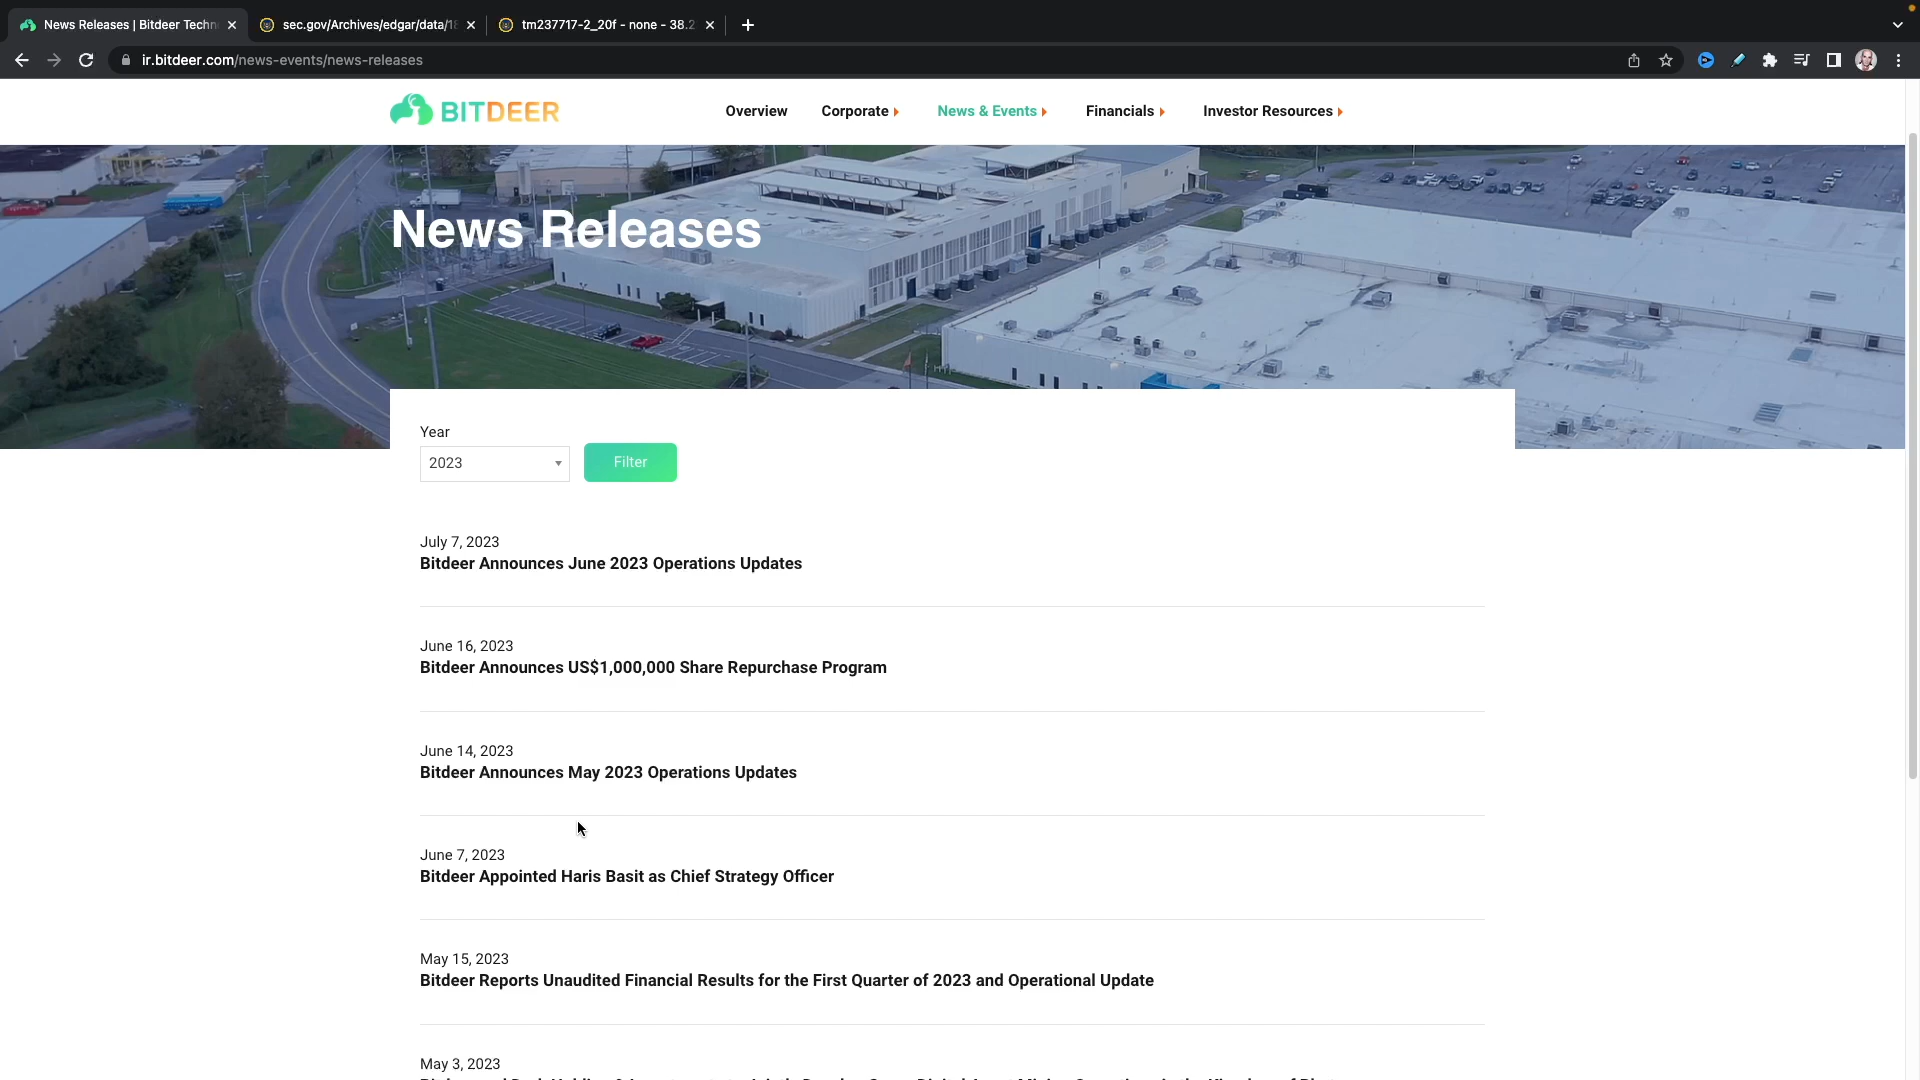 News Releases | Bitdeer Techn
sec.gov/Archives/edgar/data/18
tm237717-2_20f - none - 38.2
ir.bitdeer.com/news-events/news-releases
BITDEER
Overview
Corporate
News & Events
Financials
Investor Resources
News Releases
Year
2023
Filter
July 7, 2023
Bitdeer Announces June 2023 Operations Updates
June 16, 2023
Bitdeer Announces US$1,000,000 Share Repurchase Program
June 14, 2023
Bitdeer Announces May 2023 Operations Updates
June 7, 2023
Bitdeer Appointed Haris Basit as Chief Strategy Officer
May 15, 2023
Bitdeer Reports Unaudited Financial Results for the First Quarter of 2023 and Operational Update
May 3, 2023